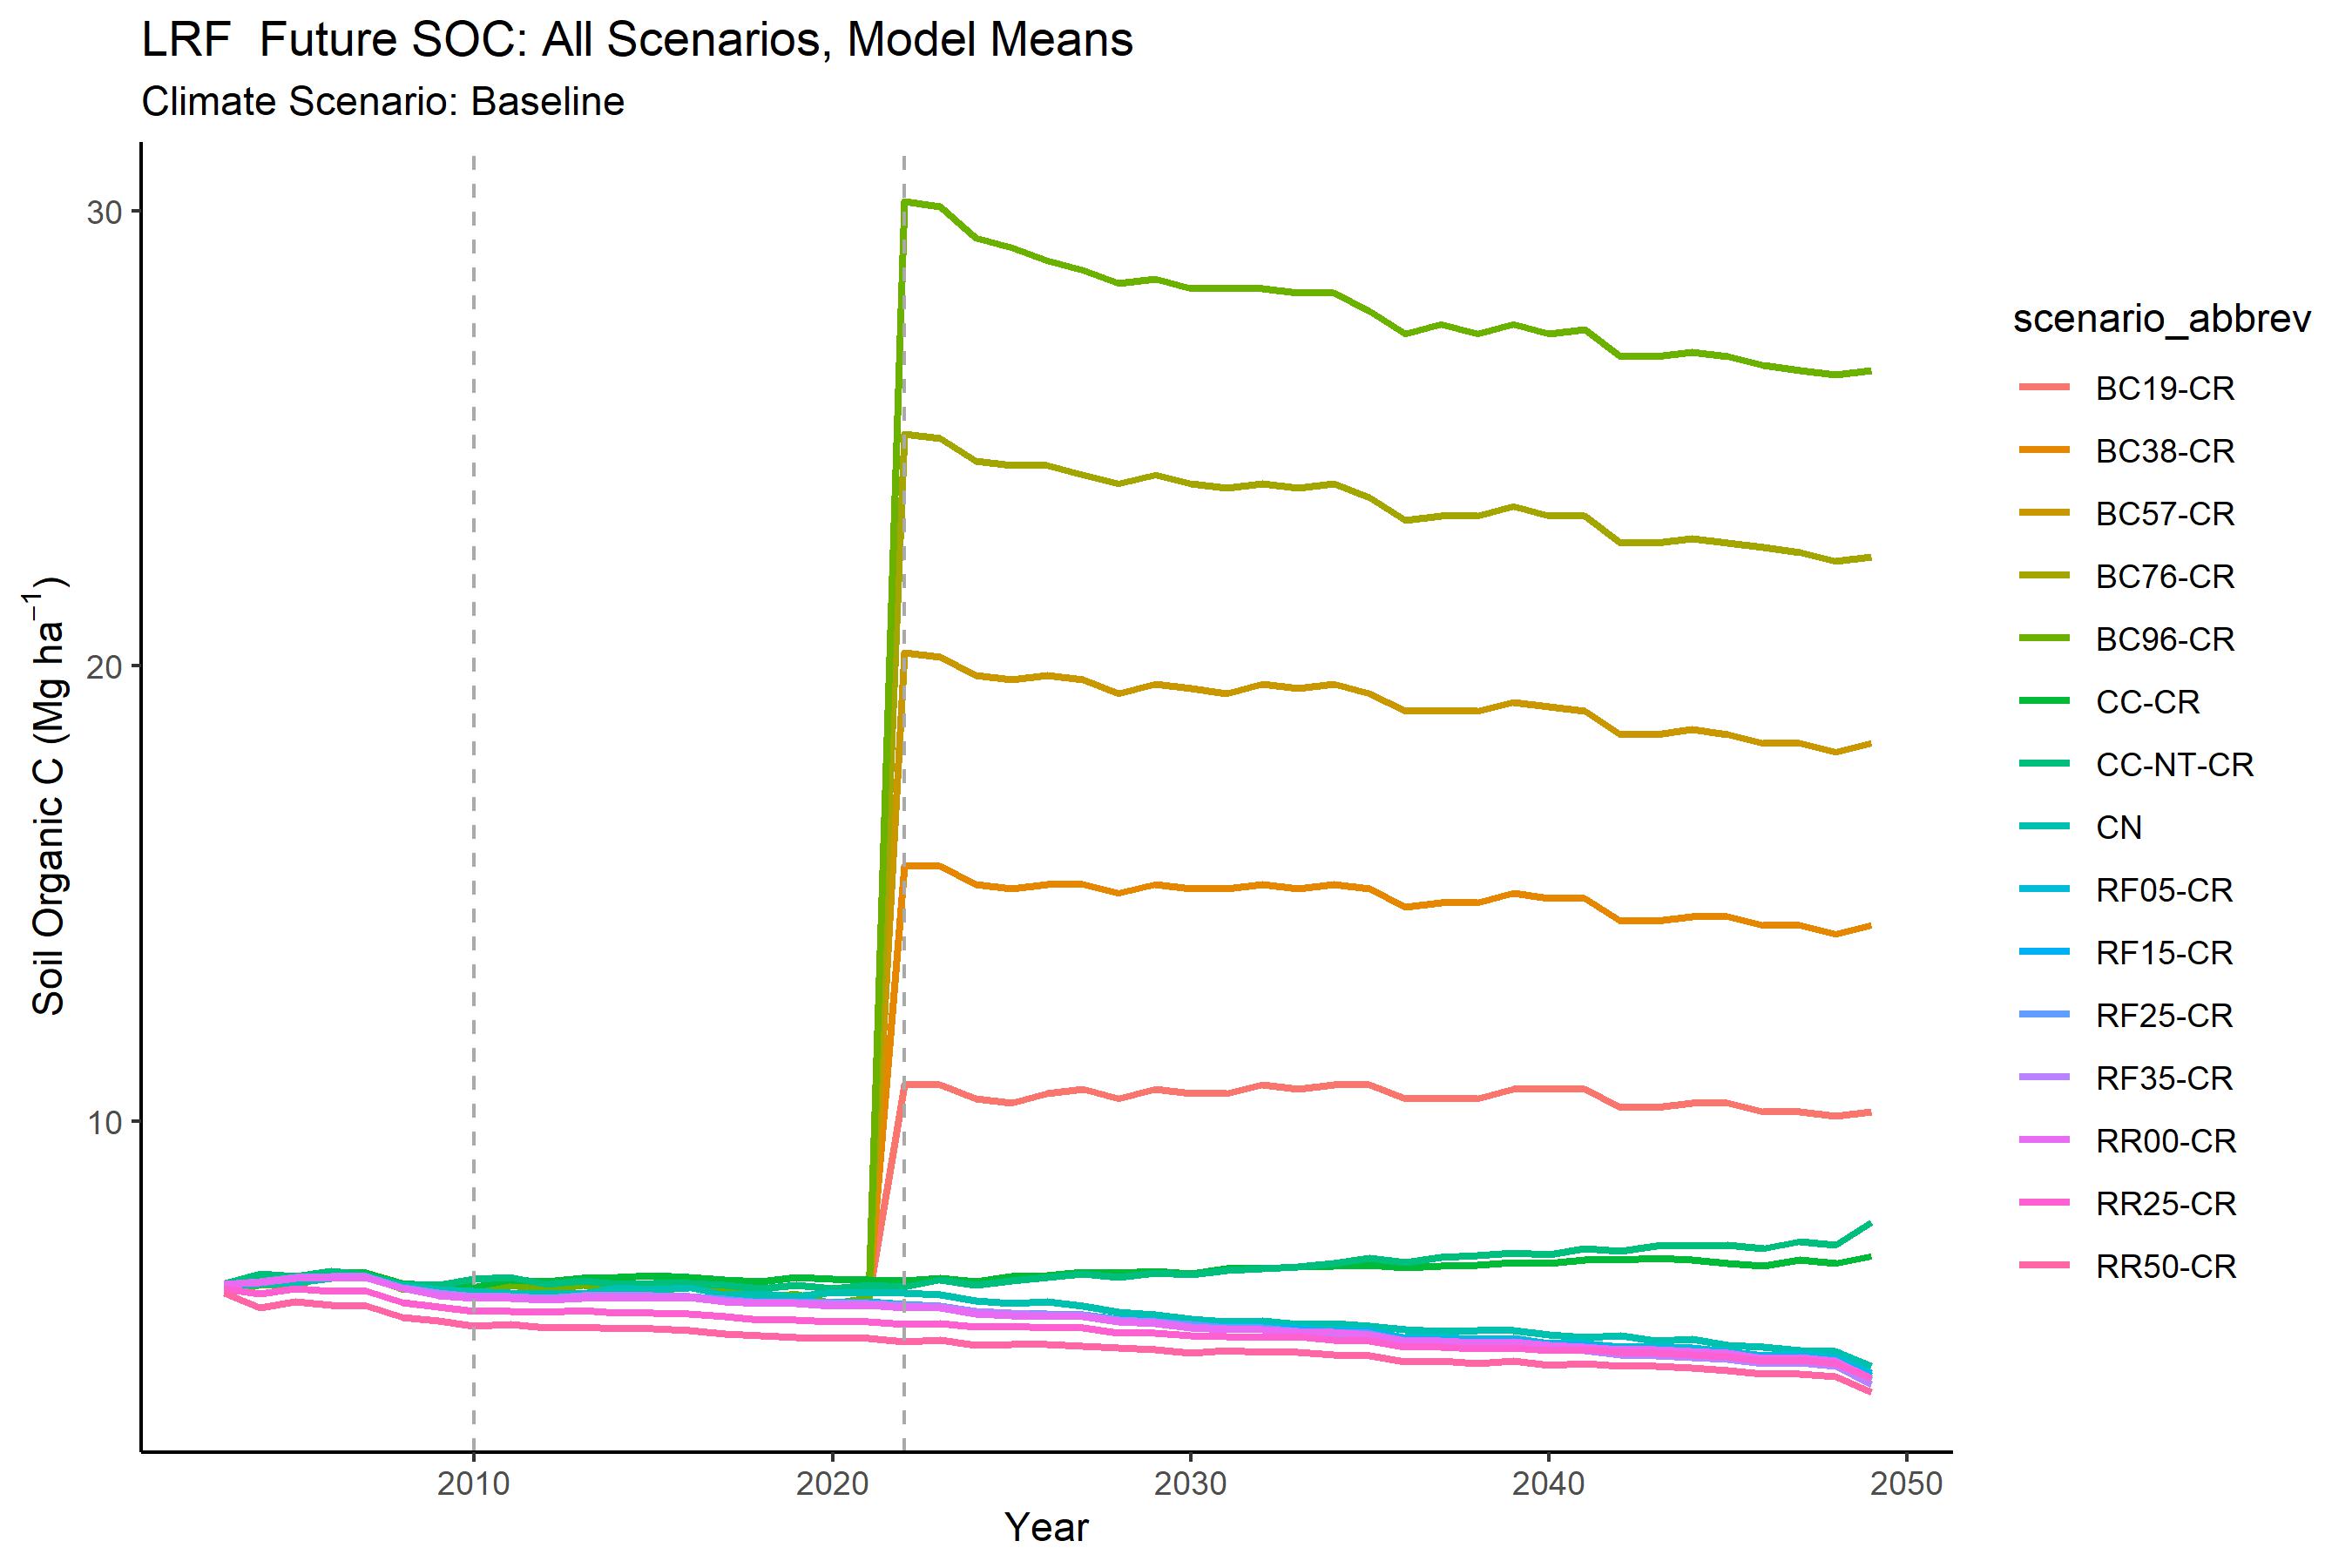 LRF  Future SOC: All Scenarios, Model Means
Climate Scenario: Baseline
Soil Organic C (Mg ha⁻¹)
30
20
10
2010
2020
2030
2040
2050
Year
scenario_abbrev
BC19-CR
BC38-CR
BC57-CR
BC76-CR
BC96-CR
CC-CR
CC-NT-CR
CN
RF05-CR
RF15-CR
RF25-CR
RF35-CR
RR00-CR
RR25-CR
RR50-CR